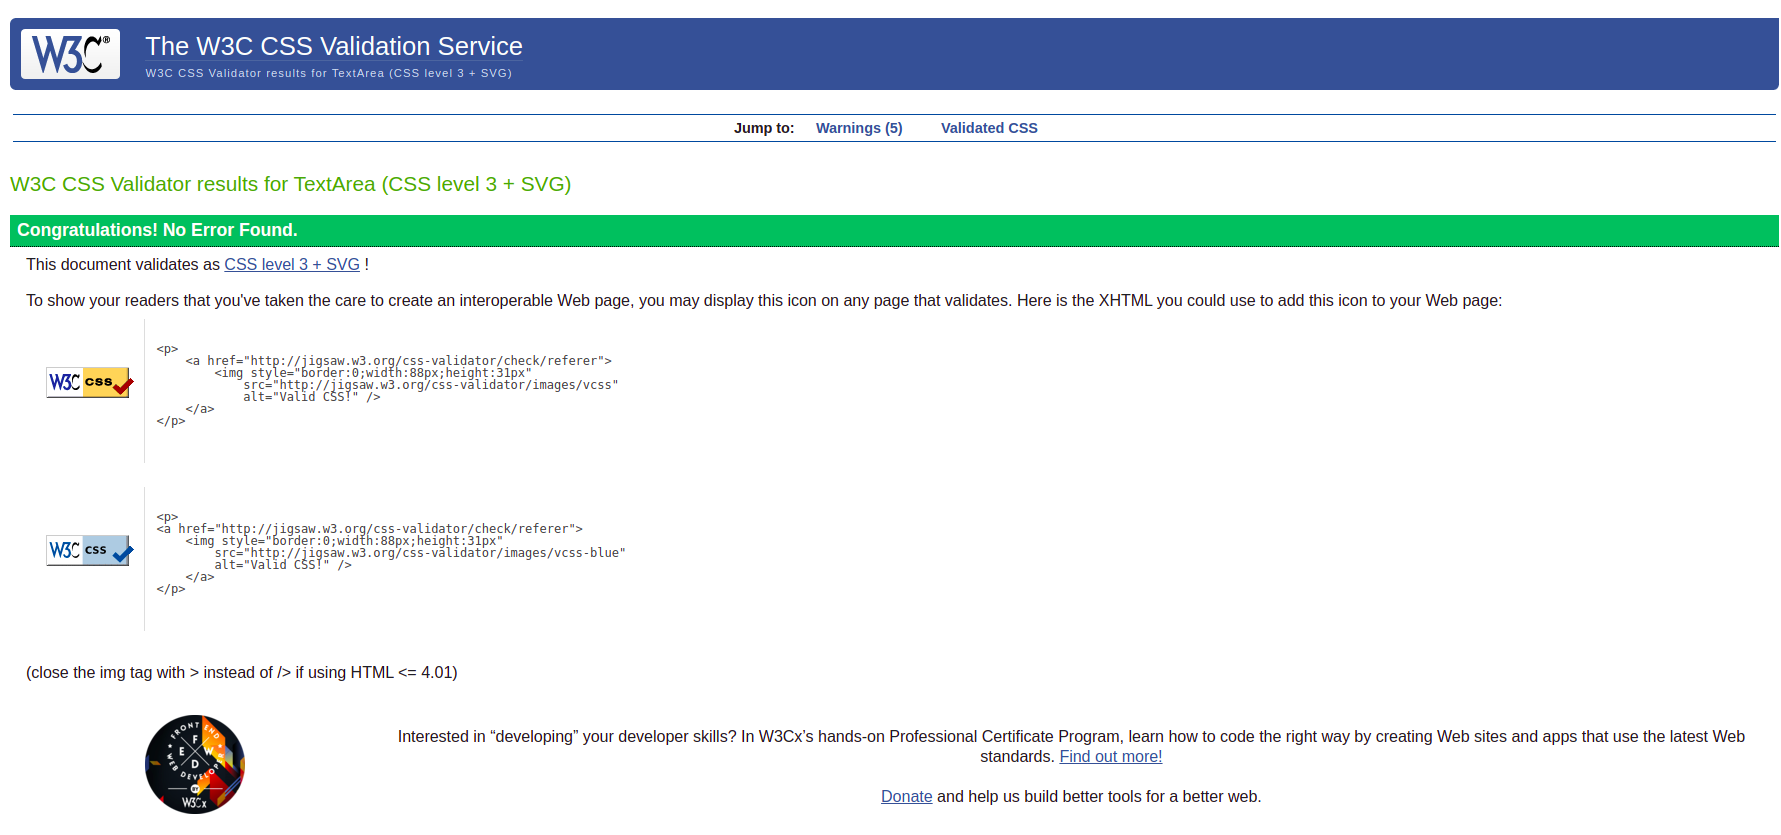 W3C®
The W3C CSS Validation Service
W3C CSS Validator results for TextArea (CSS level 3 + SVG)
Jump to: Warnings (5) Validated CSS
W3C CSS Validator results for TextArea (CSS level 3 + SVG)
Congratulations! No Error Found.
This document validates as CSS level 3 + SVG !
To show your readers that you've taken the care to create an interoperable Web page, you may display this icon on any page that validates. Here is the XHTML you could use to add this icon to your Web page:
W3C css
<p>
    <a href="http://jigsaw.w3.org/css-validator/check/referer">
        <img style="border:0;width:88px;height:31px"
            src="http://jigsaw.w3.org/css-validator/images/vcss"
            alt="Valid CSS!" />
    </a>
</p>
W3C css
<p>
<a href="http://jigsaw.w3.org/css-validator/check/referer">
    <img style="border:0;width:88px;height:31px"
        src="http://jigsaw.w3.org/css-validator/images/vcss-blue"
        alt="Valid CSS!" />
    </a>
</p>
(close the img tag with > instead of /> if using HTML <= 4.01)
FRONT END
F
E W
D
WEB DEVELOPER
BY
W3Cx
Interested in “developing” your developer skills? In W3Cx’s hands-on Professional Certificate Program, learn how to code the right way by creating Web sites and apps that use the latest Web
standards. Find out more!
Donate and help us build better tools for a better web.